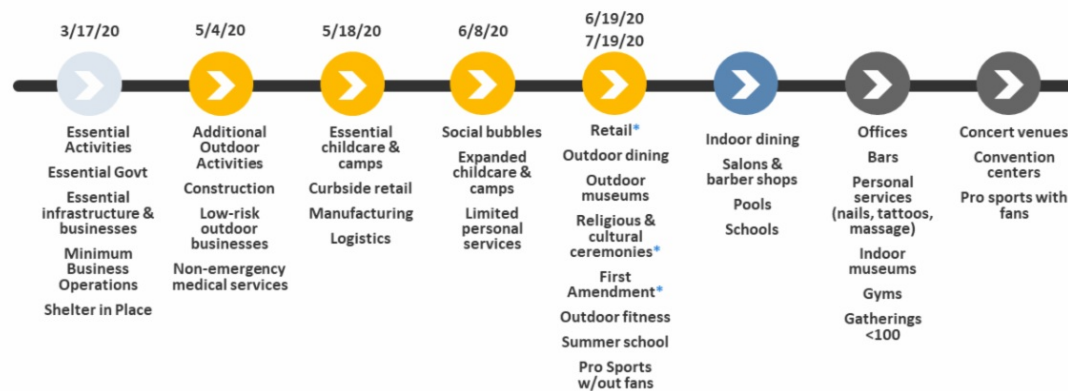 3/17/20
Essential
Activities
Essential Govt
Essential
infrastructure &
businesses
Minimum
Business
Operations
Shelter in Place
5/4/20
Additional
Outdoor
Activities
Construction
Low-risk
outdoor
businesses
Non-emergency
medical services
5/18/20
Essential
childcare &
camps
Curbside retail
Manufacturing
Logistics
6/8/20
Social bubbles
Expanded
childcare &
camps
Limited
personal
services
6/19/20
7/19/20
Retail*
Outdoor dining
Outdoor
museums
Religious &
cultural
ceremonies*
First
Amendment*
Outdoor fitness
Summer school
Pro Sports
w/out fans
Indoor dining
Salons &
barber shops
Pools
Schools
Offices
Bars
Personal
services
(nails, tattoos,
massage)
Indoor
museums
Gyms
Gatherings
<100
Concert venues
Convention
centers
Pro sports with
fans